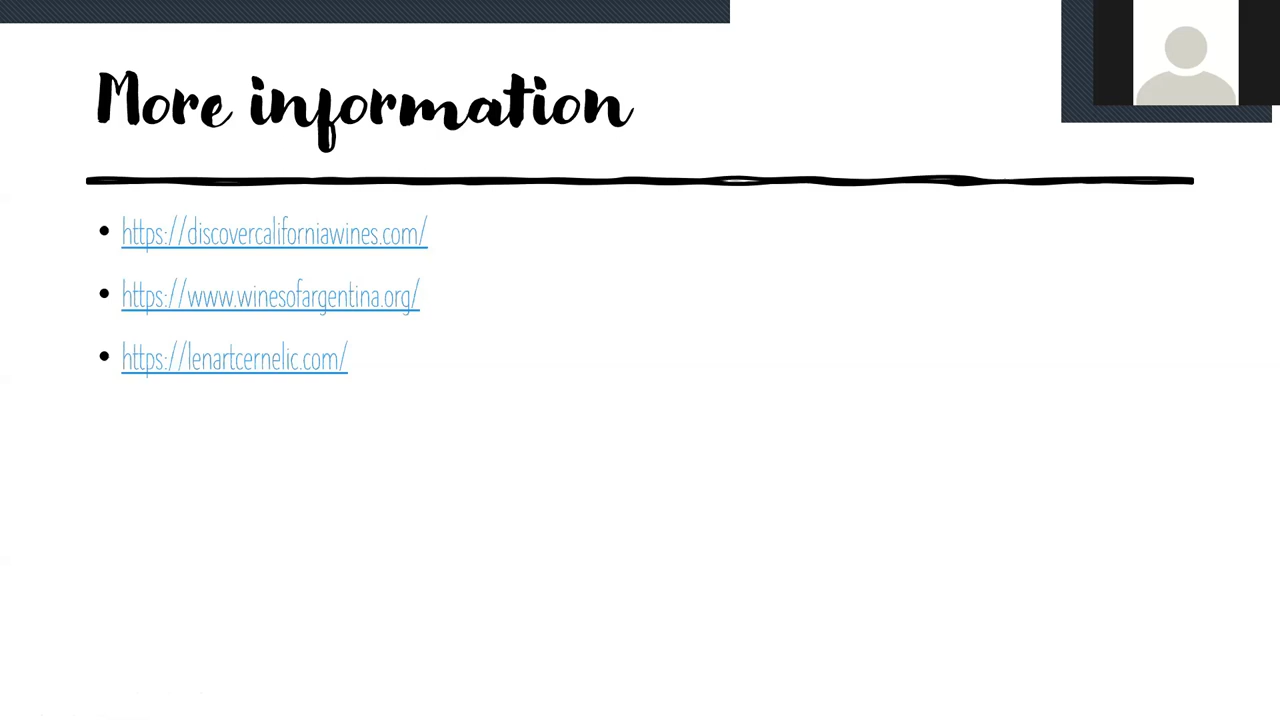 More information
• https://discovercaliforniawines.com/
• https://www.winesofargentina.org/
• https://lenartcernelic.com/